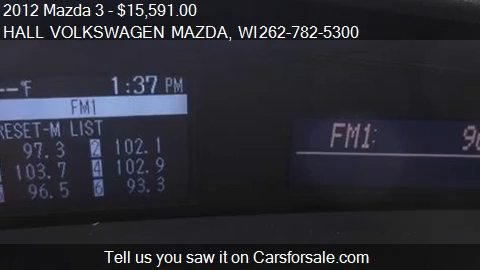 2012 Mazda 3 - $15,591.00
HALL VOLKSWAGEN MAZDA, WI262-782-5300
--°F 1:37 PM
FM1
RESET-M LIST
97.3 2 102.1
103.7 4 102.9
96.5 6 93.3
FM1: 96
Tell us you saw it on Carsforsale.com